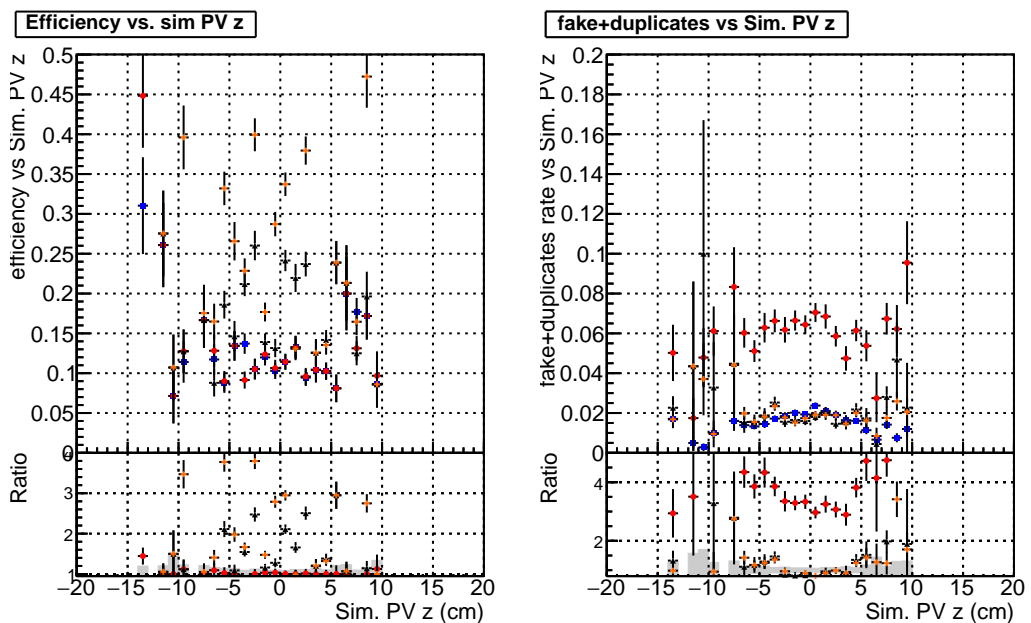 Efficiency vs. sim PV z
efficiency vs Sim. PV z
0.5
0.45
0.4
0.35
0.3
0.25
0.2
0.15
0.1
0.05
0
Ratio
4
3
2
1
−20 −15 −10 −5 0 5 10 15 20
Sim. PV z (cm)
fake+duplicates vs Sim. PV z
fake+duplicates rate vs Sim. PV z
0.2
0.18
0.16
0.14
0.12
0.1
0.08
0.06
0.04
0.02
0
Ratio
4
2
−20 −15 −10 −5 0 5 10 15 20
Sim. PV z (cm)